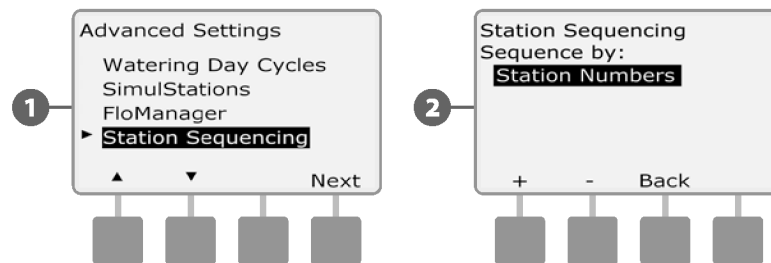 1
Advanced Settings
Watering Day Cycles
SimulStations
FloManager
► Station Sequencing
▲ ▼ Next
2
Station Sequencing
Sequence by:
Station Numbers
+ - Back